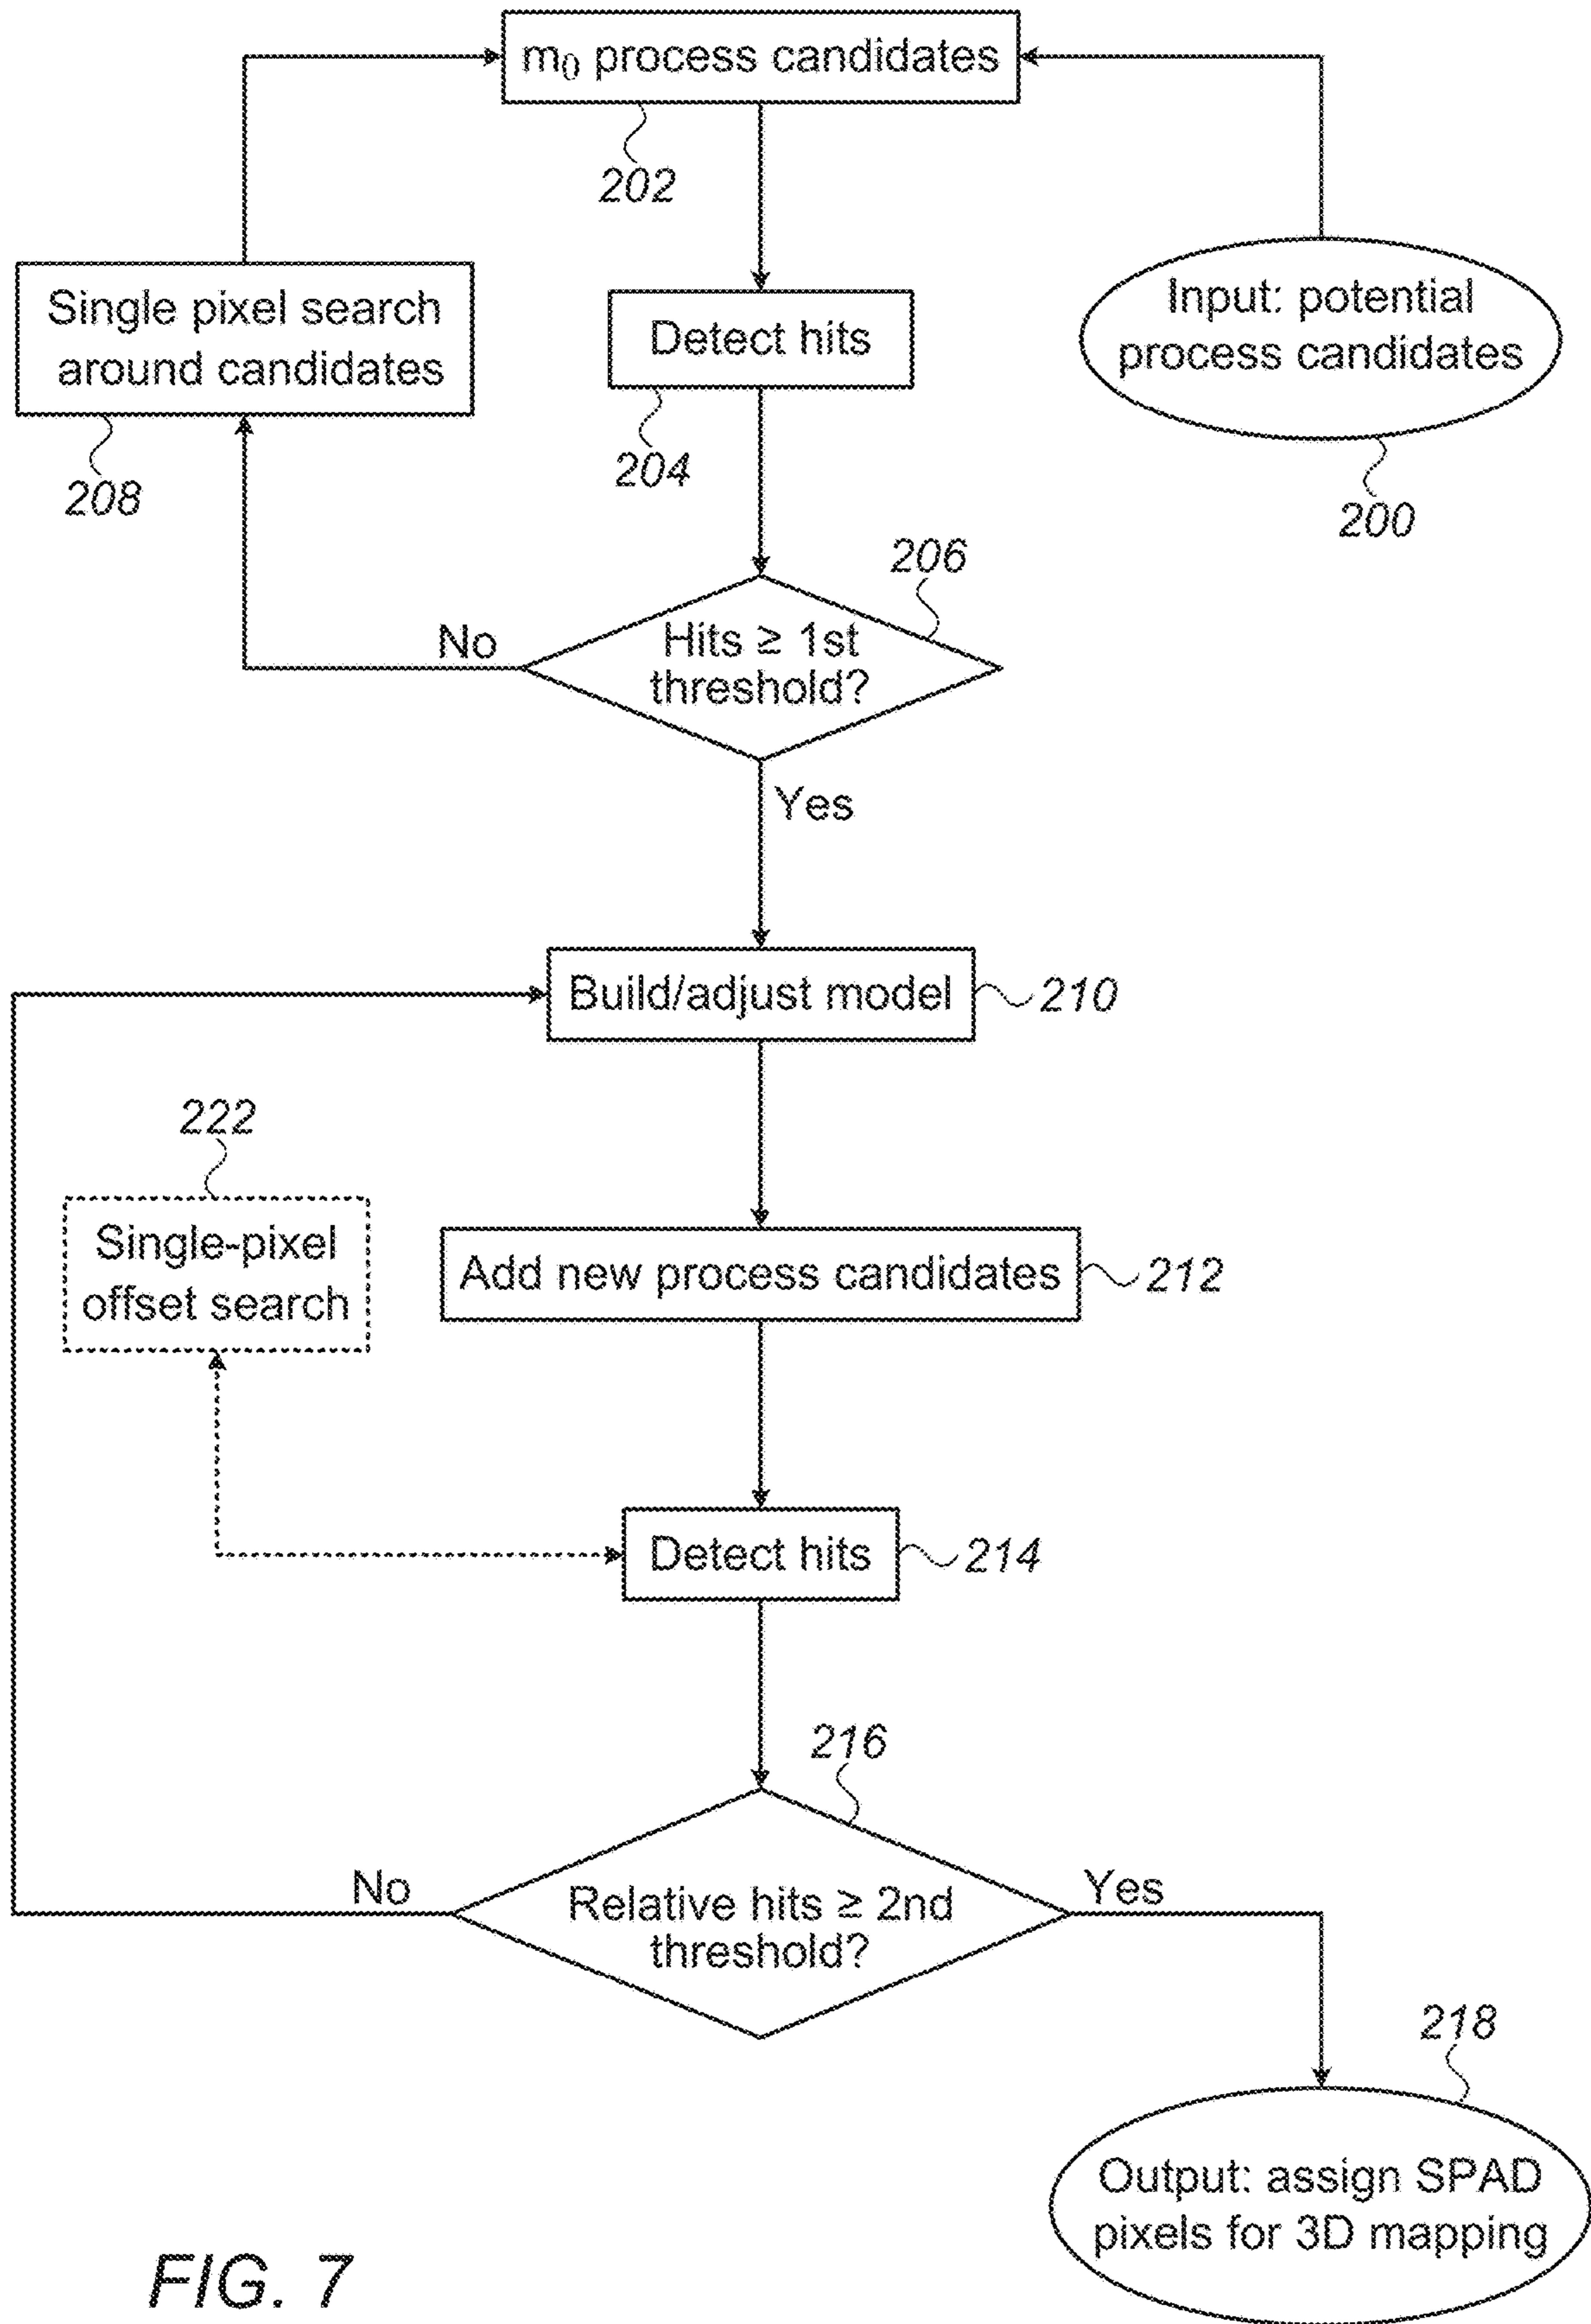 m₀ process candidates
202
Single pixel search
around candidates
208
Detect hits
204
Input: potential
process candidates
200
206
Hits ≥ 1st
threshold?
No
Yes
Build/adjust model
210
222
Single-pixel
offset search
Add new process candidates
212
Detect hits
214
216
Relative hits ≥ 2nd
threshold?
No
Yes
218
Output: assign SPAD
pixels for 3D mapping
FIG. 7